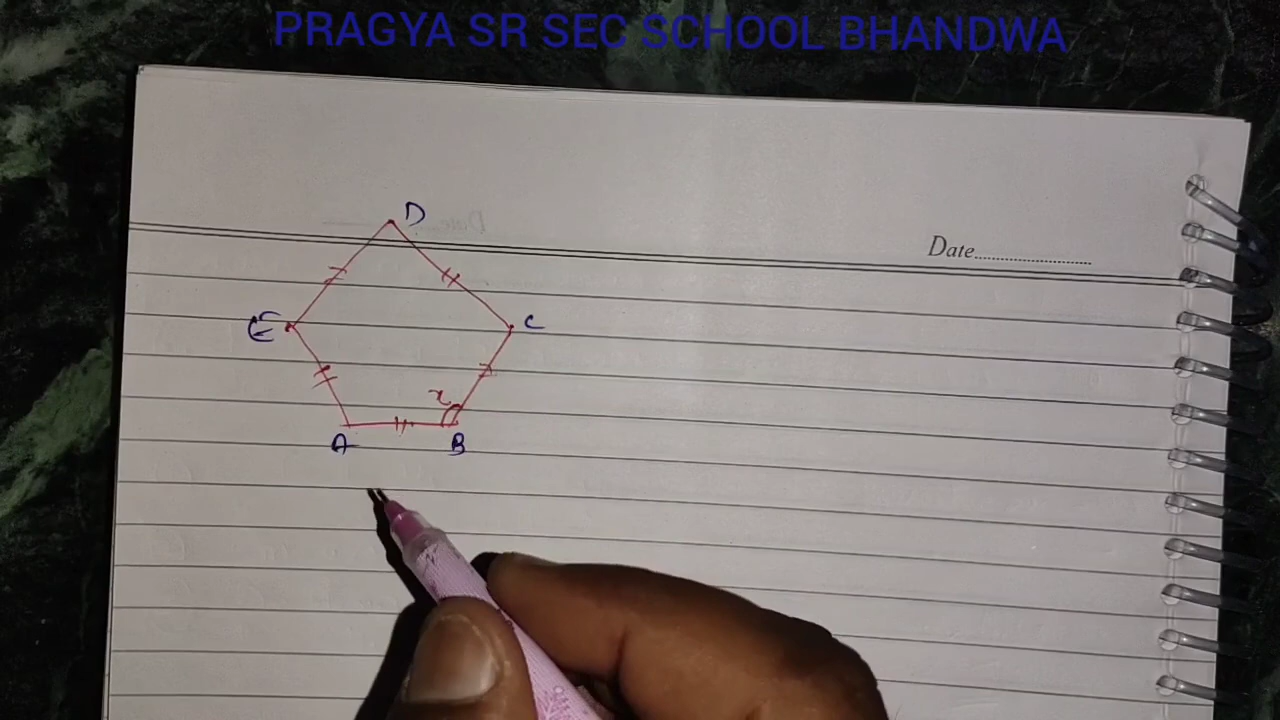 PRAGYA SR SEC SCHOOL BHANDWA
D
Date....................
E
C
x
A
B